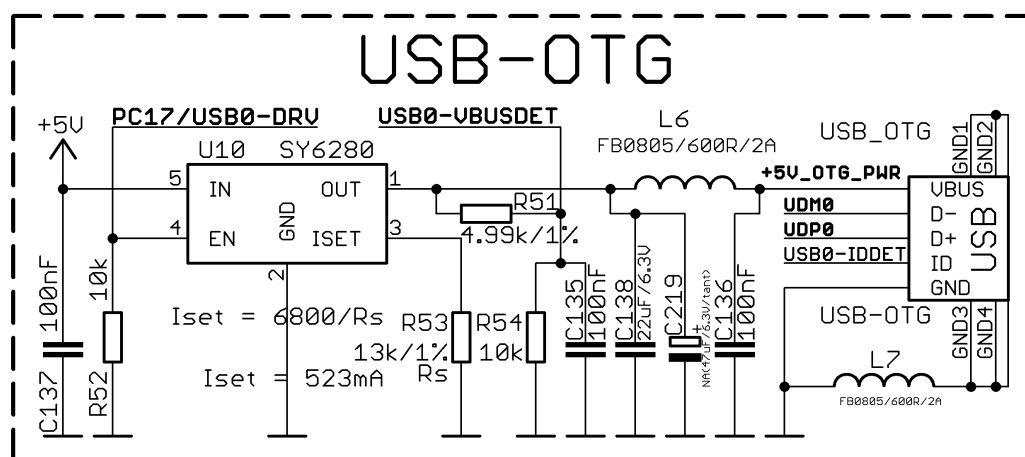 USB-OTG
+5V
PC17/USB0-DRV
USB0-VBUSDET
L6
FB0805/600R/2A
USB_OTG
GND1
GND2
U10 SY6280
5 IN OUT 1
4 EN ISET 3
GND
2
R51
4.99k/1%
+5V_OTG_PWR
UDM0
UDP0
USB0-IDDET
VBUS
D-
D+
ID
GND
USB
USB-OTG
GND3
GND4
100nF
C137
10k
R52
Iset = 6800/Rs
Iset = 523mA
R53
13k/1%
Rs
R54
10k
C135
100nF
C138
22uF/6.3V
C219
NA(47uF/6.3V/tant)
+
C136
100nF
L7
FB0805/600R/2A